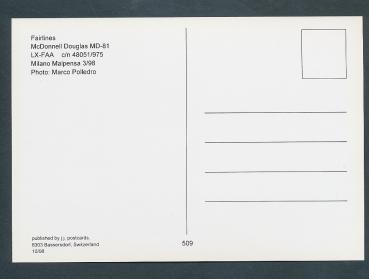 Fairlines
McDonnell Douglas MD-81
LX-FAA c/n 48051/975
Milano Malpensa 3/98
Photo: Marco Polledro
published by j.j. postcards,
8303 Bassersdorf, Switzerland
10/98
509